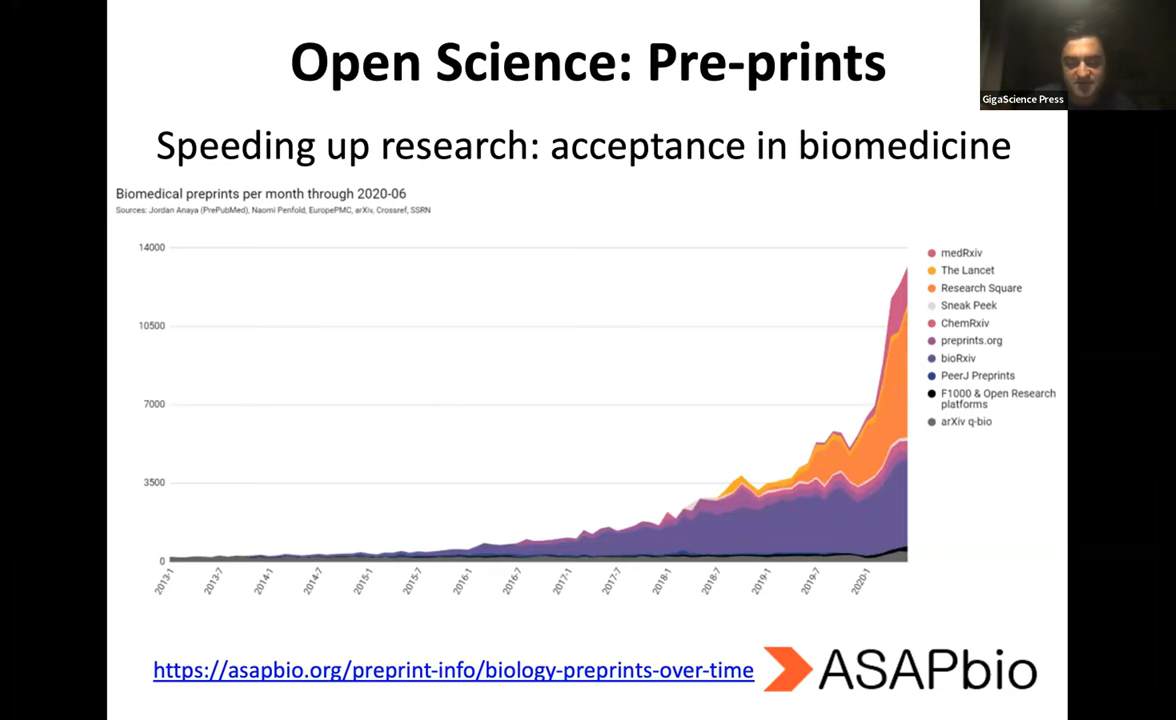 Open Science: Pre-prints
GigaScience Press
Speeding up research: acceptance in biomedicine
Biomedical preprints per month through 2020-06
Sources: Jordan Anaya (PrePubMed), Naomi Penfold, EuropePMC, arXiv, Crossref, SSRN
14000
10500
7000
3500
0
2013-1
2013-7
2014-1
2014-7
2015-1
2015-7
2016-1
2016-7
2017-1
2017-7
2018-1
2018-7
2019-1
2019-7
2020-1
medRxiv
The Lancet
Research Square
Sneak Peek
ChemRxiv
preprints.org
bioRxiv
PeerJ Preprints
F1000 & Open Research
platforms
arXiv q-bio
https://asapbio.org/preprint-info/biology-preprints-over-time
ASAPbio